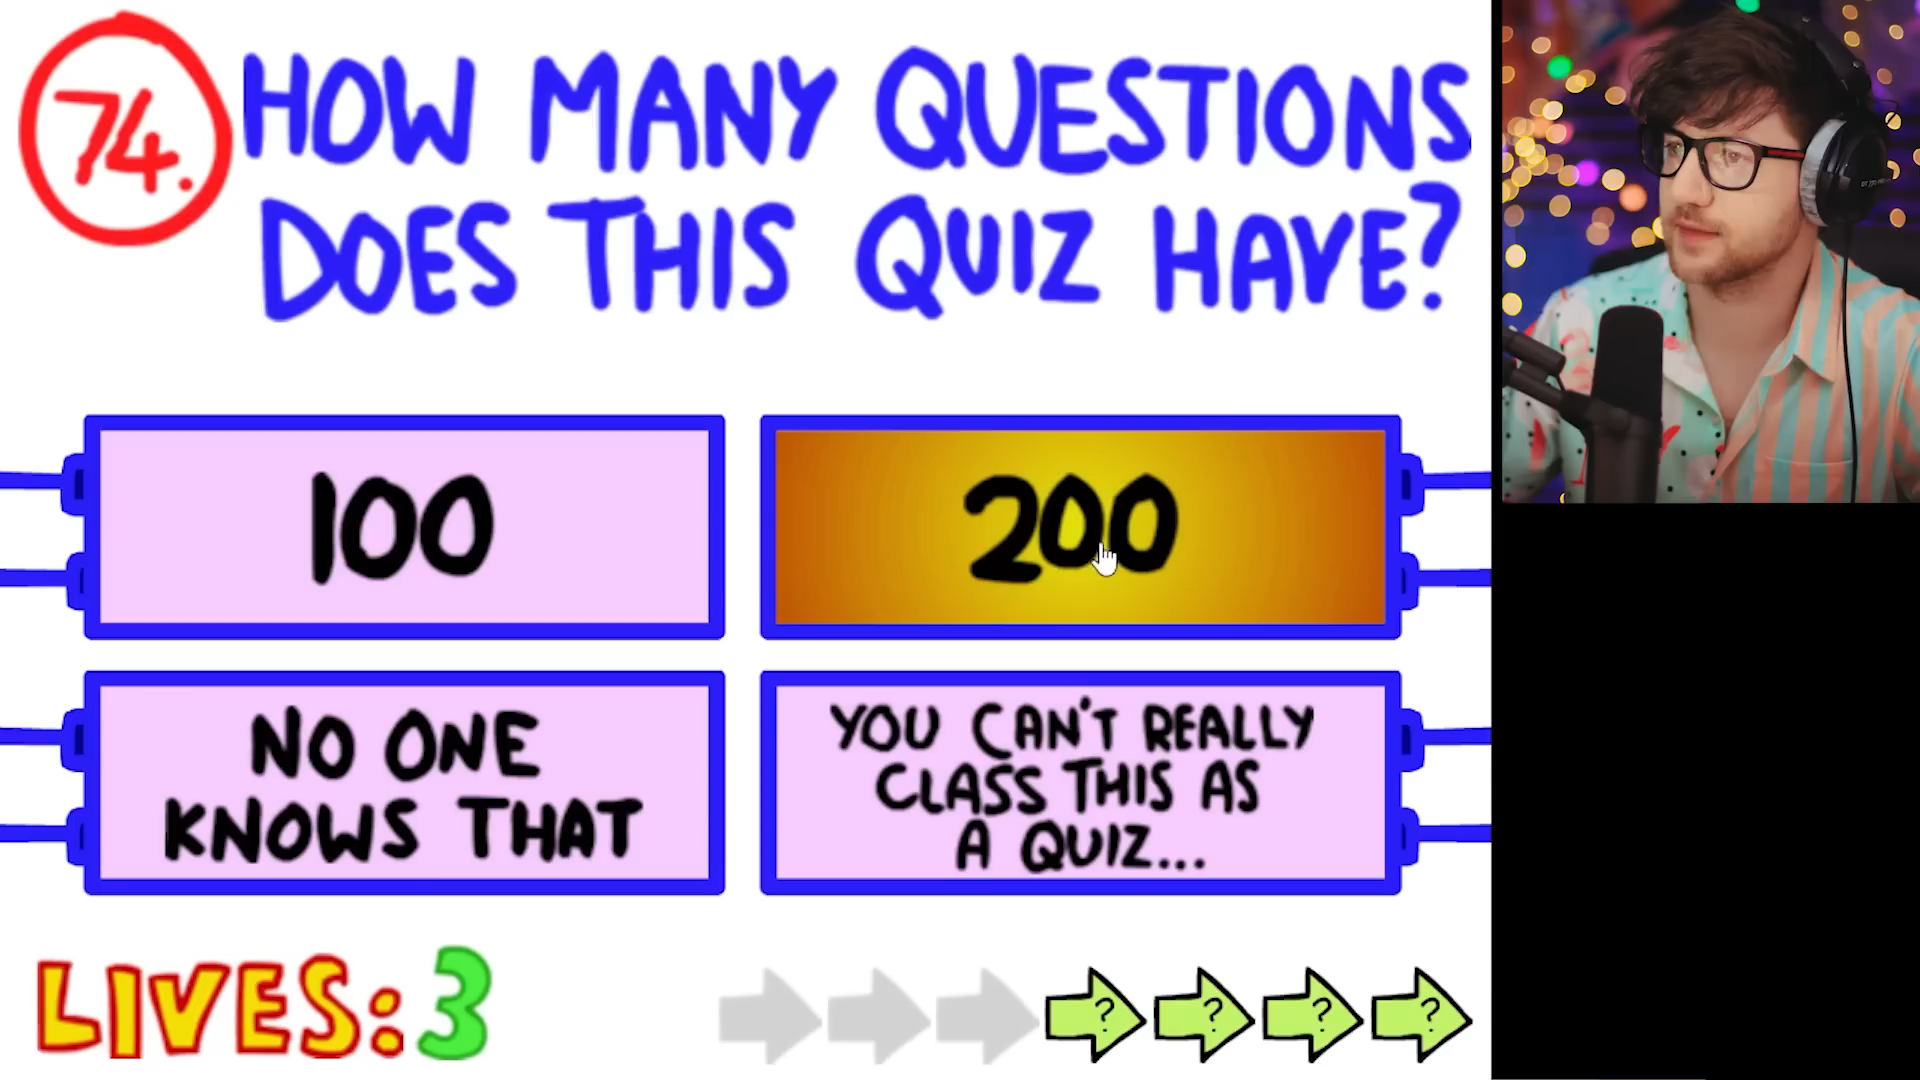 74.
HOW MANY QUESTIONS
DOES THIS QUIZ HAVE?
100
200
NO ONE
KNOWS THAT
YOU CAN'T REALLY
CLASS THIS AS
A QUIZ...
LIVES: 3
? ? ? ?